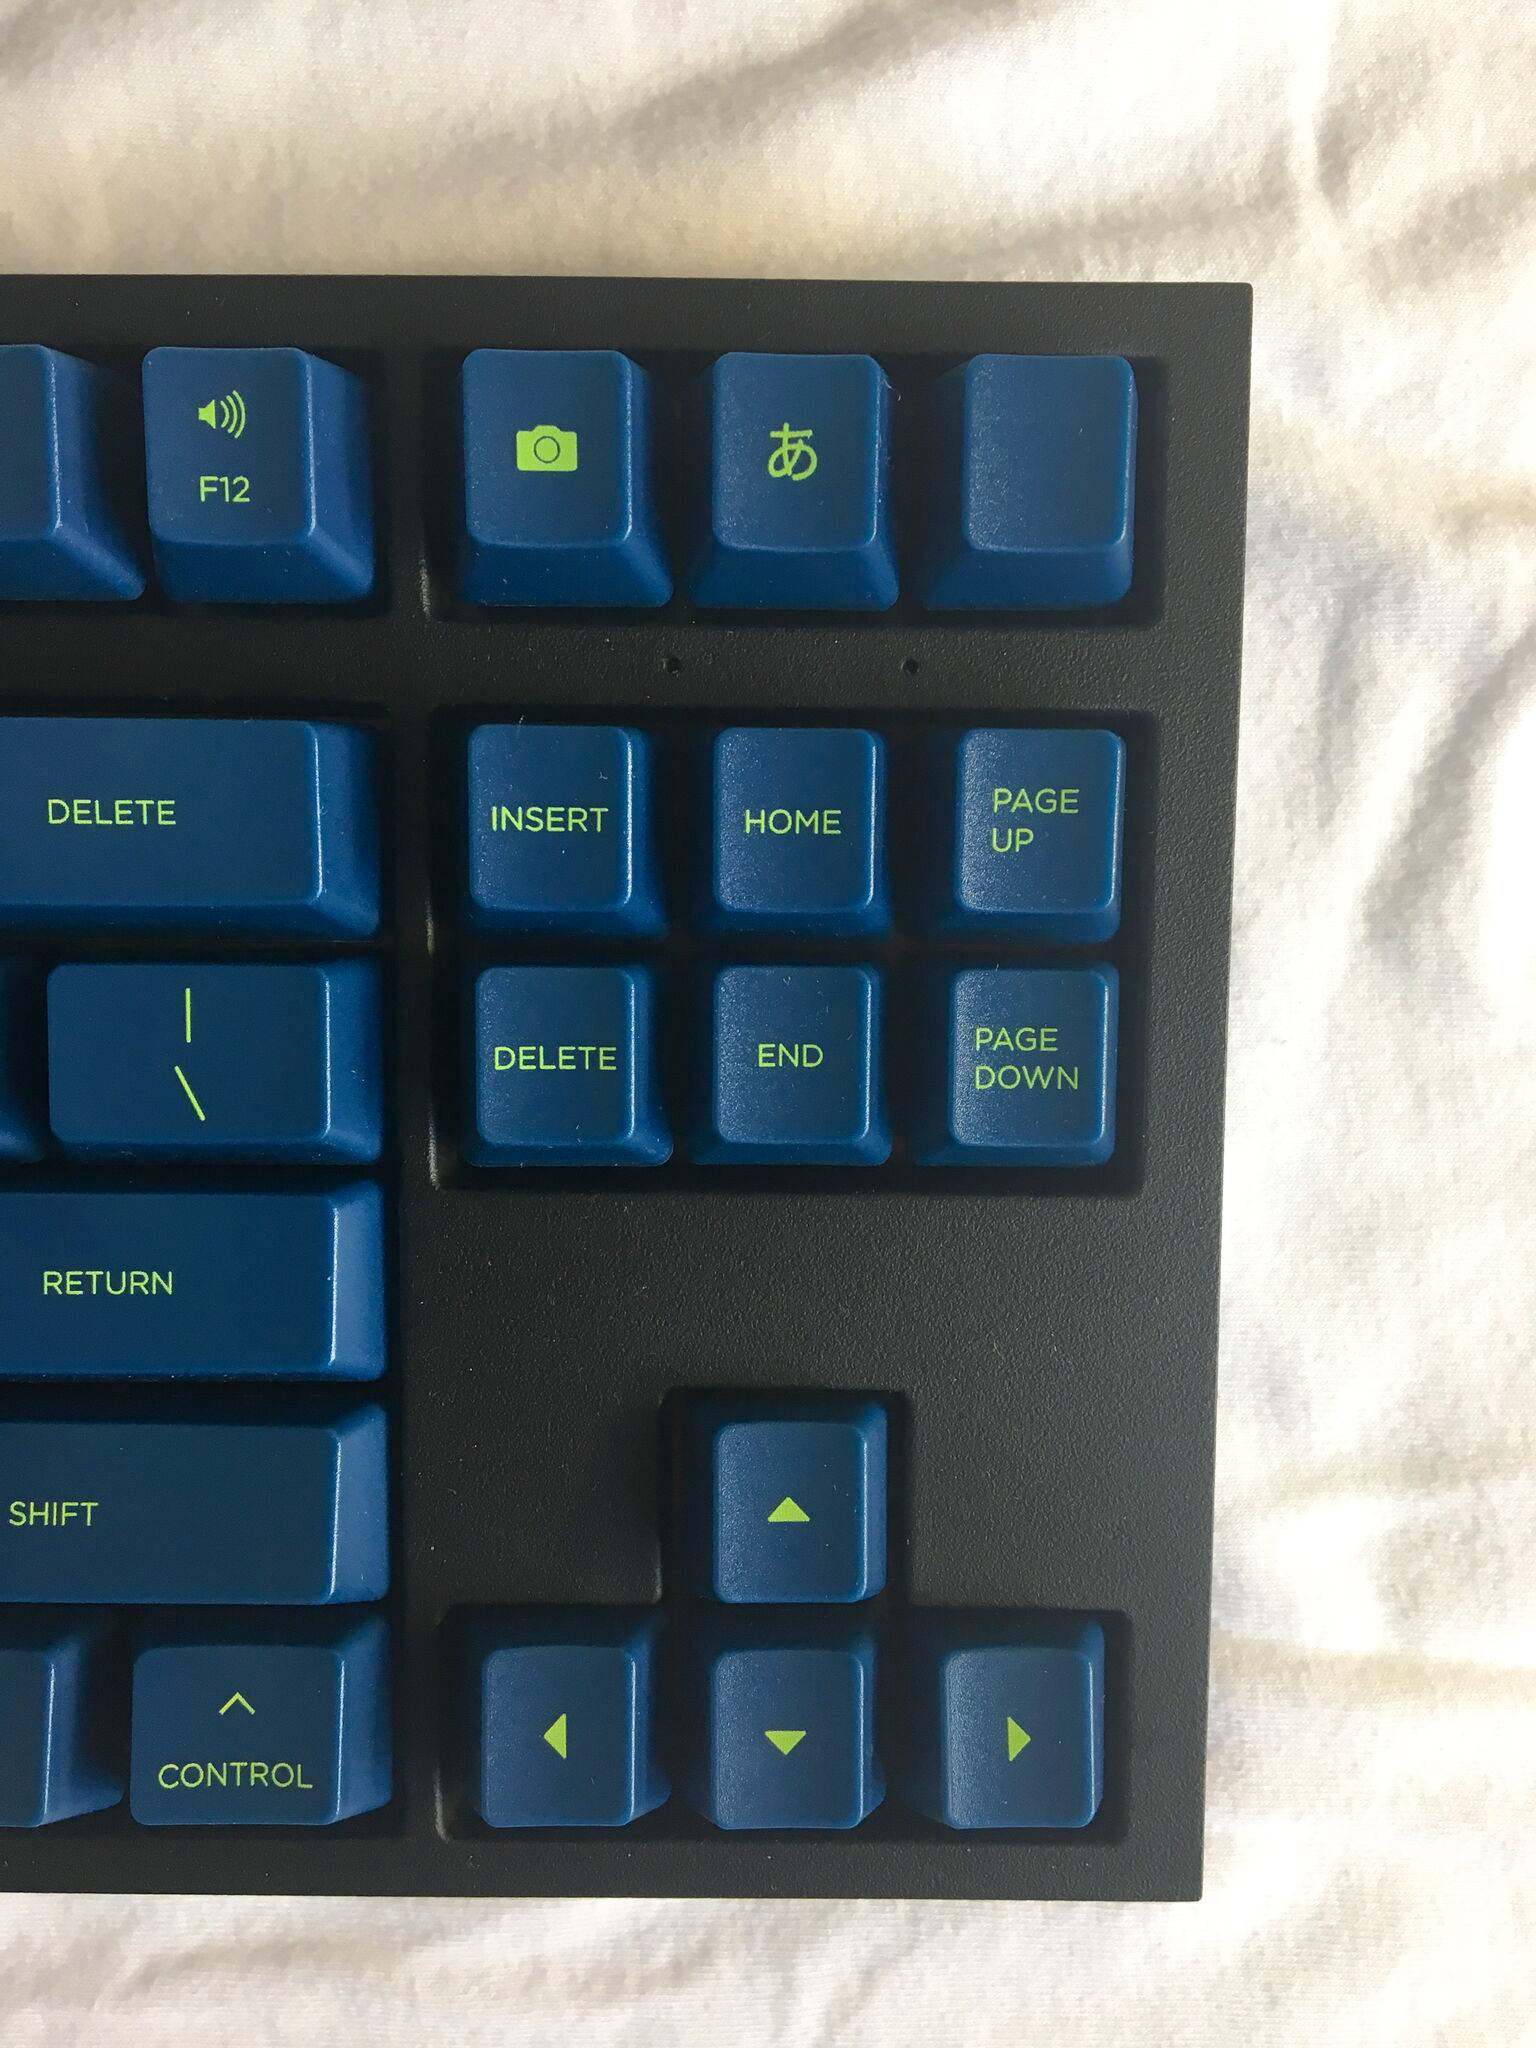 F12
あ
DELETE
INSERT
HOME
PAGE
UP
|
\
DELETE
END
PAGE
DOWN
RETURN
SHIFT
CONTROL